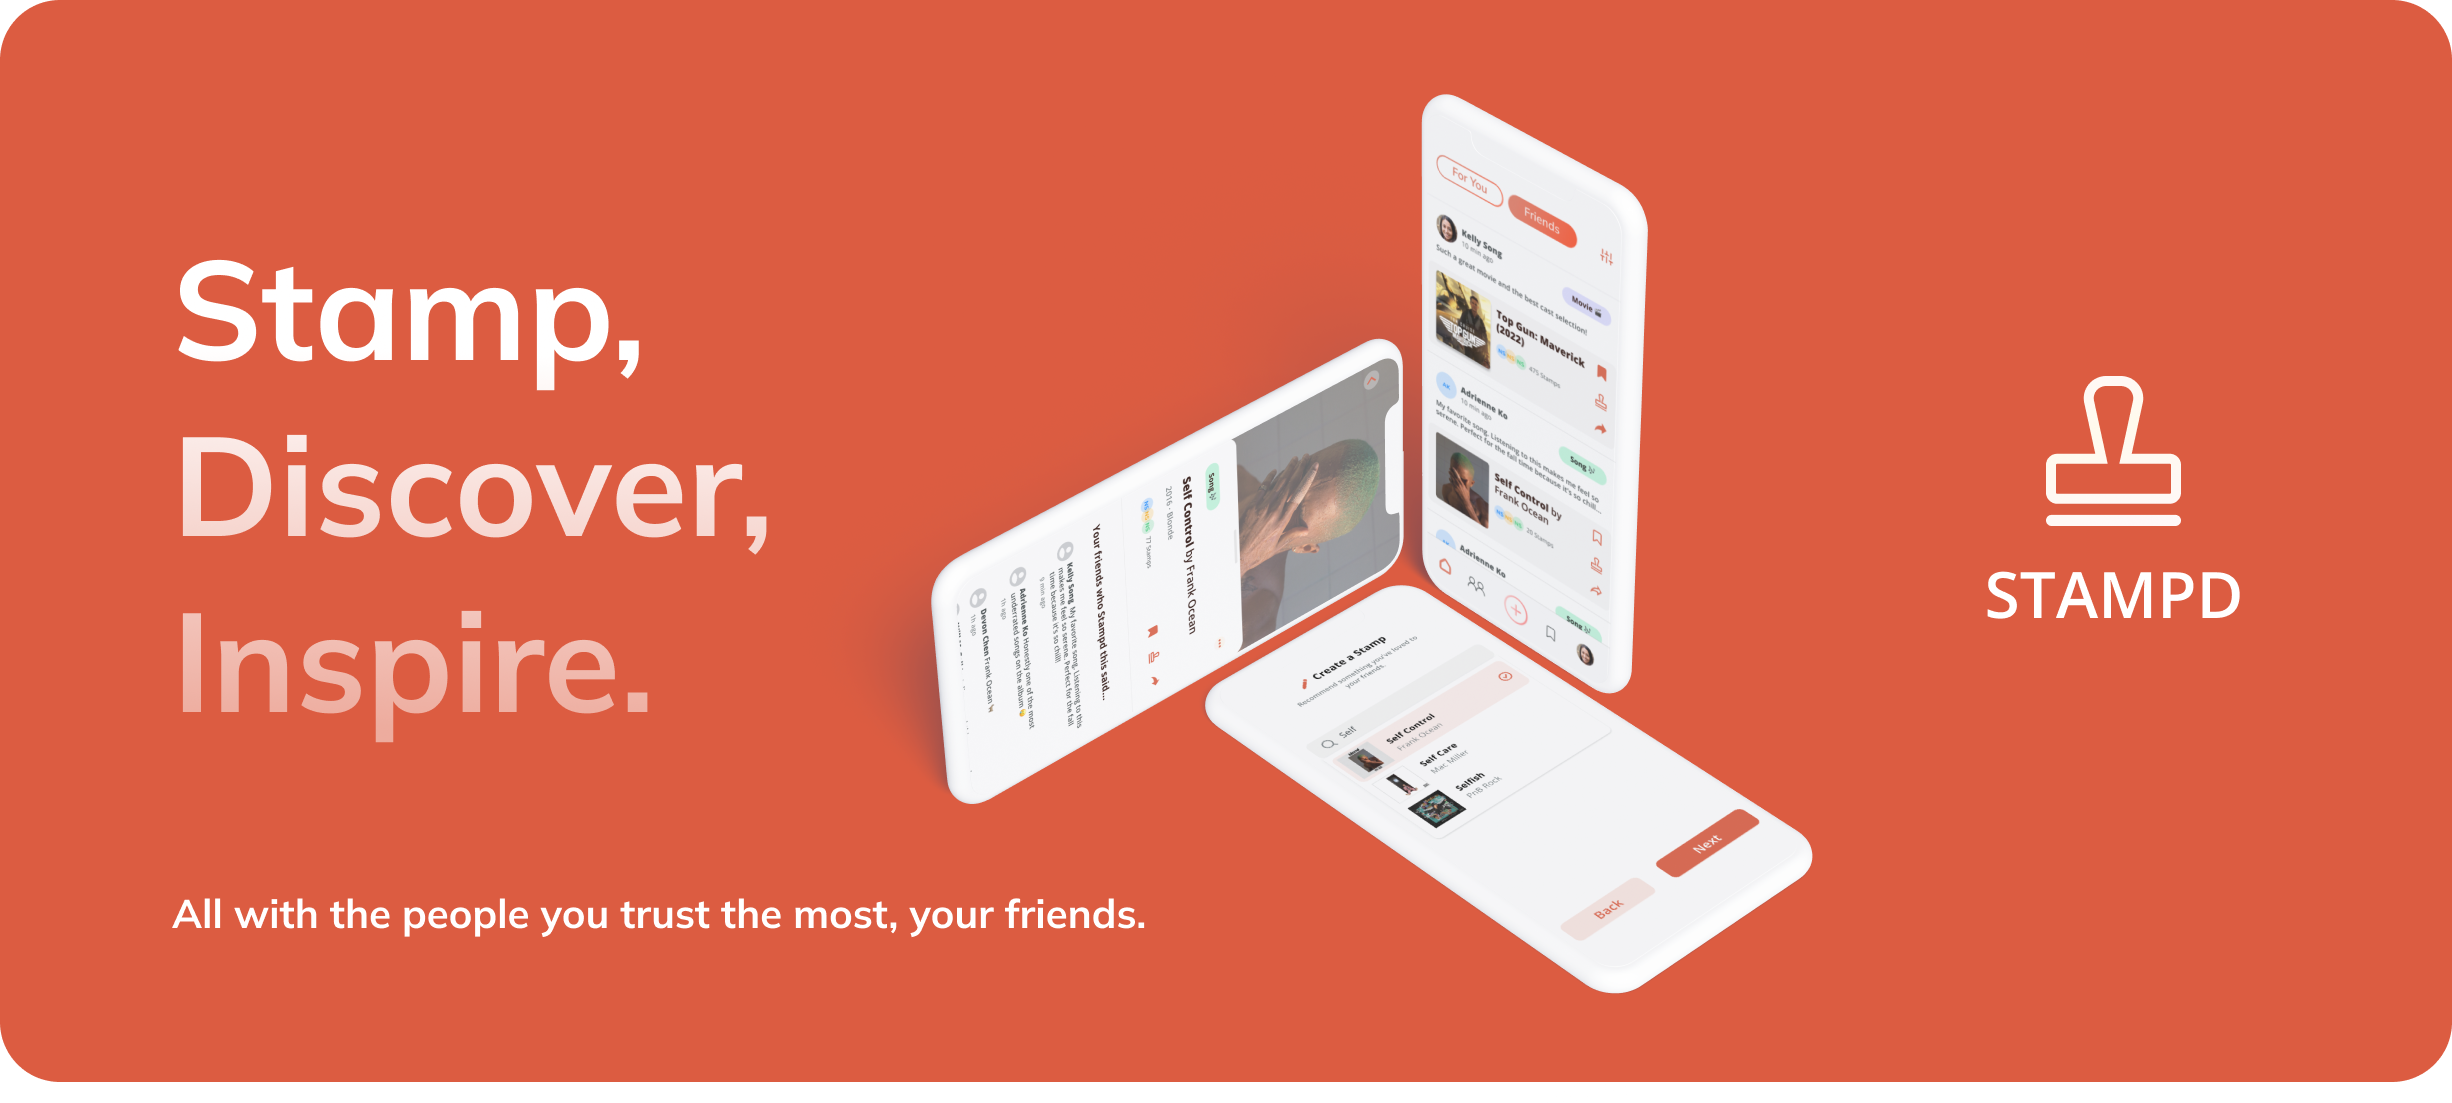 Stamp,
Discover,
Inspire.
All with the people you trust the most, your friends.
For You
Friends
Kelly Song
10 min ago
Such a great movie and the best cast selection!
Movie
Top Gun: Maverick
(2022)
475 Stamps
AK
Adrienne Ko
10 min ago
My favorite song. Listening to this makes me feel so
serene. Perfect for the fall time because it's so chill...
Song
Self Control by
Frank Ocean
20 Stamps
Adrienne Ko
Song
Song
Self Control by Frank Ocean
2016 · Blonde
77 Stamps
Your friends who Stampd this said...
Kelly Song My favorite song. Listening to this
makes me feel so serene. Perfect for the fall
time because it's so chill!
9 min ago
Adrienne Ko Honestly one of the most
underrated songs on the album
1h ago
Devon Chen Frank Ocean
1h ago
Create a Stamp
Recommend something you've loved to
your friends.
Self
Self Control
Frank Ocean
Self Care
Mac Miller
Selfish
PnB Rock
Next
Back
STAMPD